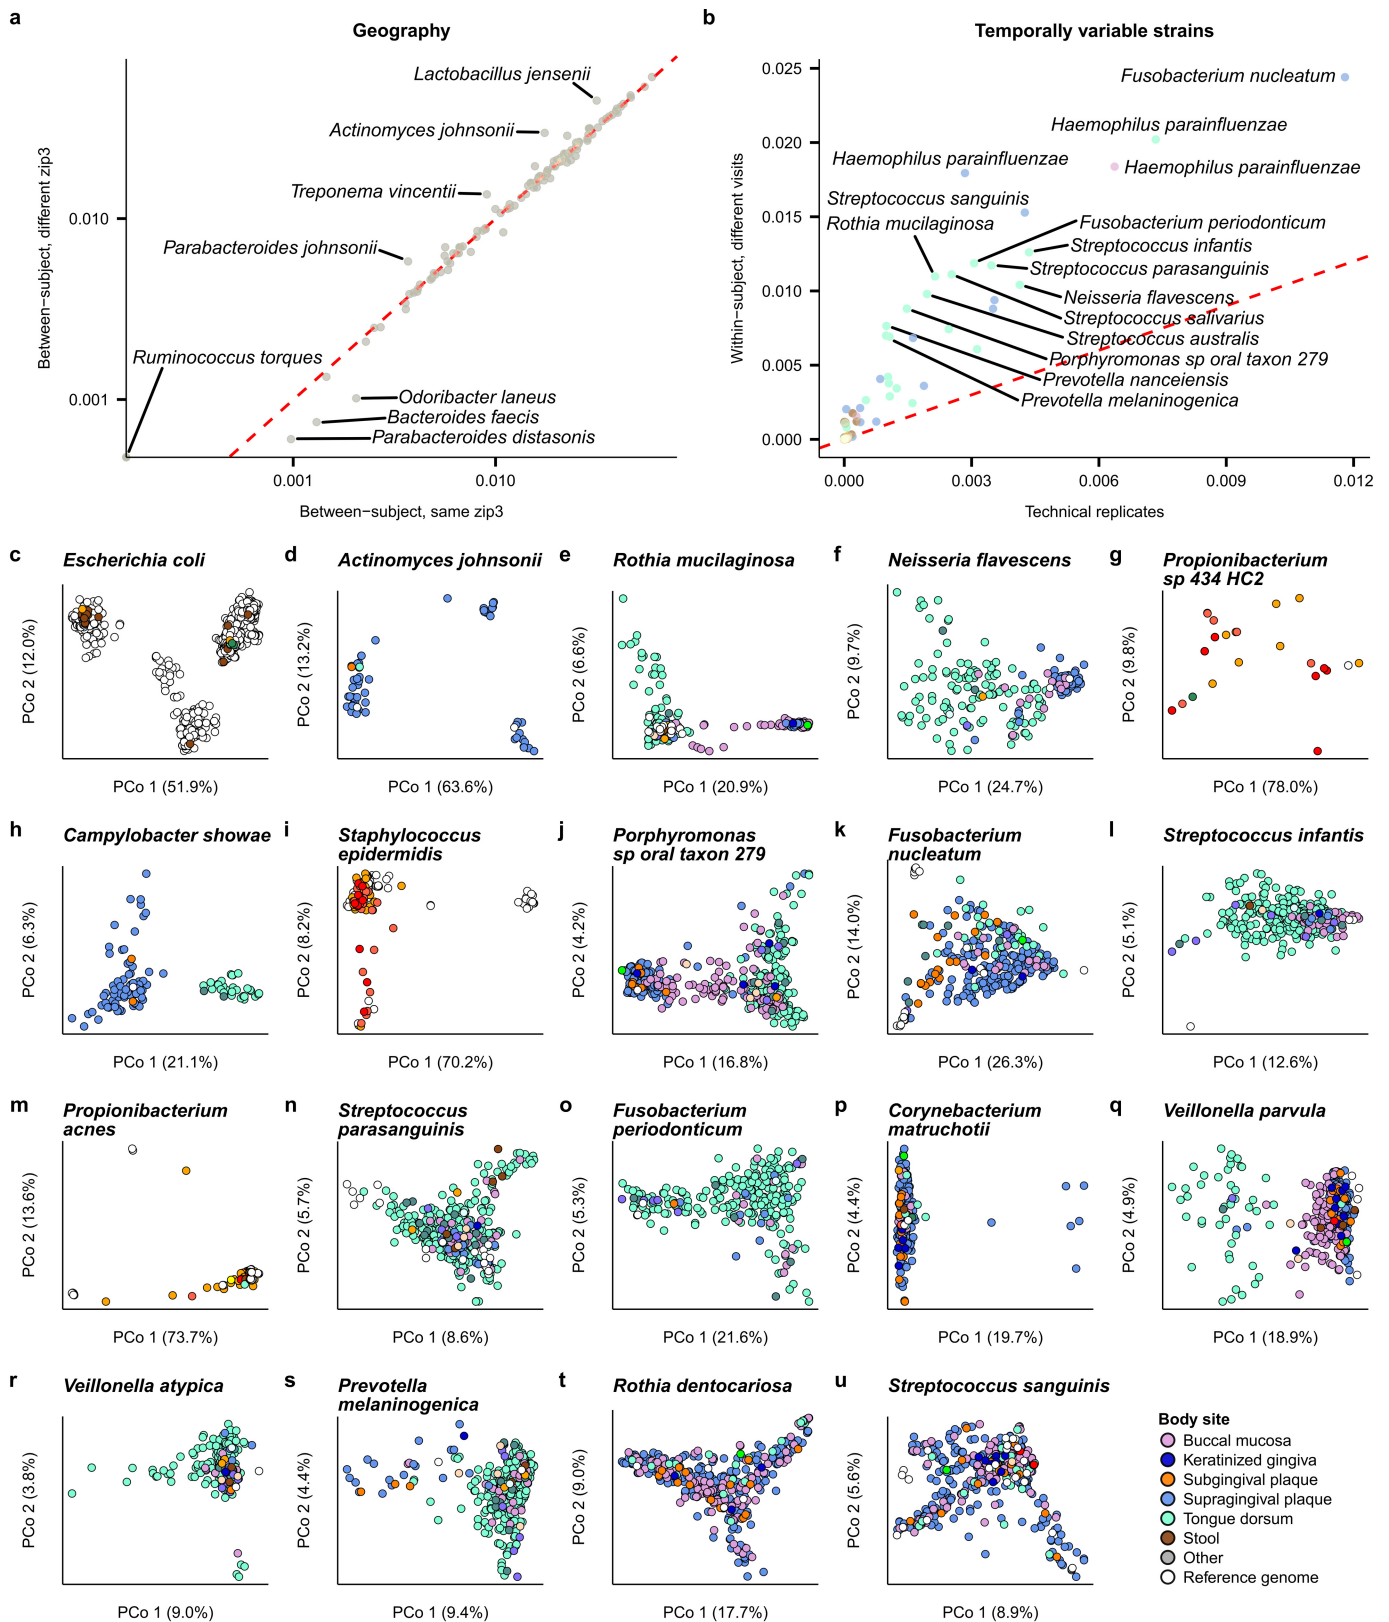 a
Geography
Between−subject, different zip3
0.010
0.001
Lactobacillus jensenii
Actinomyces johnsonii
Treponema vincentii
Parabacteroides johnsonii
Ruminococcus torques
Odoribacter laneus
Bacteroides faecis
Parabacteroides distasonis
0.001
0.010
Between−subject, same zip3
b
Temporally variable strains
Within−subject, different visits
0.025
0.020
0.015
0.010
0.005
0.000
Fusobacterium nucleatum
Haemophilus parainfluenzae
Haemophilus parainfluenzae
Haemophilus parainfluenzae
Streptococcus sanguinis
Rothia mucilaginosa
Fusobacterium periodonticum
Streptococcus infantis
Streptococcus parasanguinis
Neisseria flavescens
Streptococcus salivarius
Streptococcus australis
Porphyromonas sp oral taxon 279
Prevotella nanceiensis
Prevotella melaninogenica
0.000
0.003
0.006
0.009
0.012
Technical replicates
c
Escherichia coli
PCo 2 (12.0%)
PCo 1 (51.9%)
d
Actinomyces johnsonii
PCo 2 (13.2%)
PCo 1 (63.6%)
e
Rothia mucilaginosa
PCo 2 (6.6%)
PCo 1 (20.9%)
f
Neisseria flavescens
PCo 2 (9.7%)
PCo 1 (24.7%)
g
Propionibacterium
sp 434 HC2
PCo 2 (9.8%)
PCo 1 (78.0%)
h
Campylobacter showae
PCo 2 (6.3%)
PCo 1 (21.1%)
i
Staphylococcus
epidermidis
PCo 2 (8.2%)
PCo 1 (70.2%)
j
Porphyromonas
sp oral taxon 279
PCo 2 (4.2%)
PCo 1 (16.8%)
k
Fusobacterium
nucleatum
PCo 2 (14.0%)
PCo 1 (26.3%)
l
Streptococcus infantis
PCo 2 (5.1%)
PCo 1 (12.6%)
m
Propionibacterium
acnes
PCo 2 (13.6%)
PCo 1 (73.7%)
n
Streptococcus
parasanguinis
PCo 2 (5.7%)
PCo 1 (8.6%)
o
Fusobacterium
periodonticum
PCo 2 (5.3%)
PCo 1 (21.6%)
p
Corynebacterium
matruchotii
PCo 2 (4.4%)
PCo 1 (19.7%)
q
Veillonella parvula
PCo 2 (4.9%)
PCo 1 (18.9%)
r
Veillonella atypica
PCo 2 (3.8%)
PCo 1 (9.0%)
s
Prevotella
melaninogenica
PCo 2 (4.4%)
PCo 1 (9.4%)
t
Rothia dentocariosa
PCo 2 (9.0%)
PCo 1 (17.7%)
u
Streptococcus sanguinis
PCo 2 (5.6%)
PCo 1 (8.9%)
Body site
Buccal mucosa
Keratinized gingiva
Subgingival plaque
Supragingival plaque
Tongue dorsum
Stool
Other
Reference genome